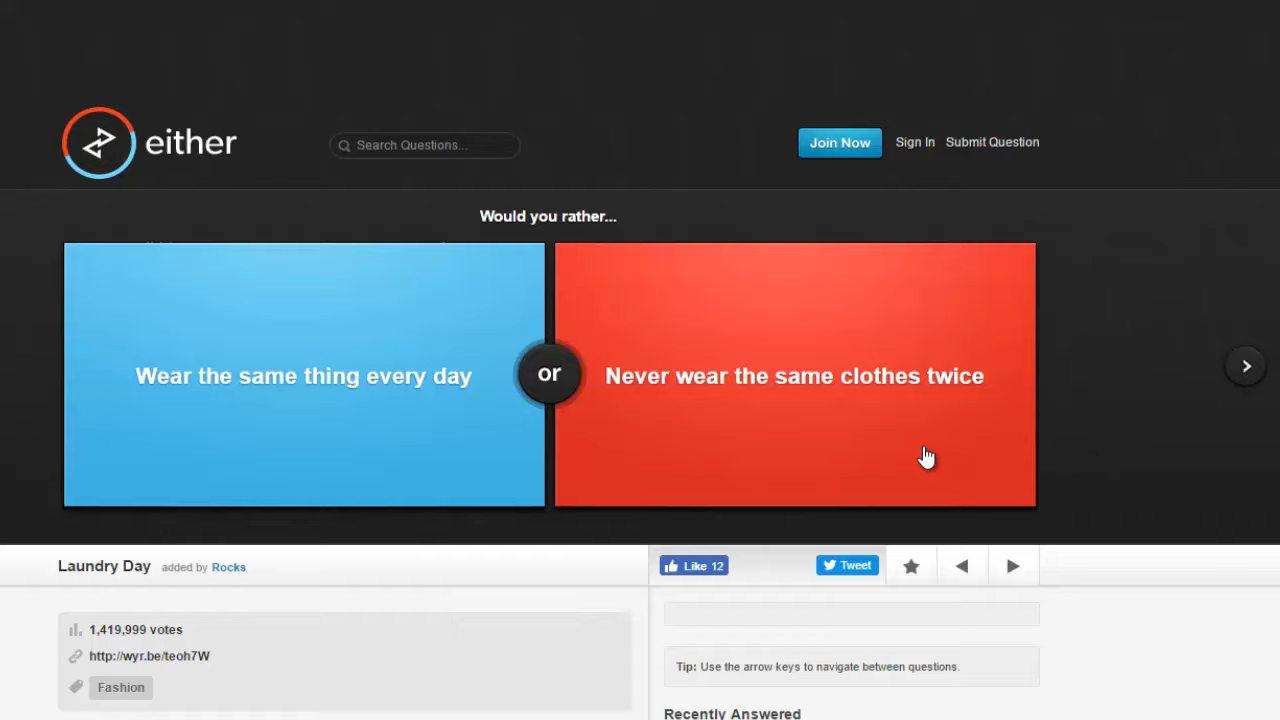 either
Search Questions...
Join Now
Sign In
Submit Question
Would you rather...
Wear the same thing every day
or
Never wear the same clothes twice
Laundry Day added by Rocks
Like 12
Tweet
1,419,999 votes
http://wyr.be/teoh7W
Fashion
Tip: Use the arrow keys to navigate between questions.
Recently Answered